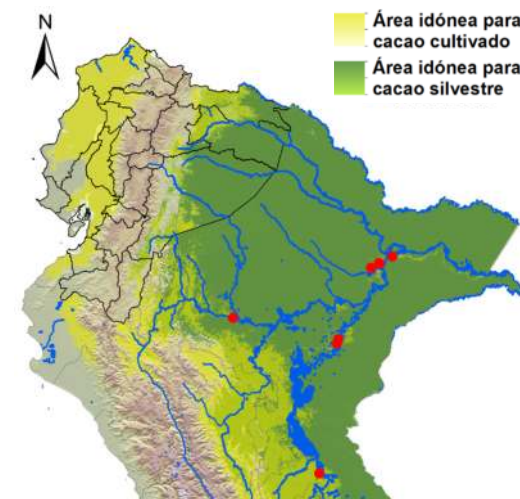 N
Área idónea para
cacao cultivado
Área idónea para
cacao silvestre